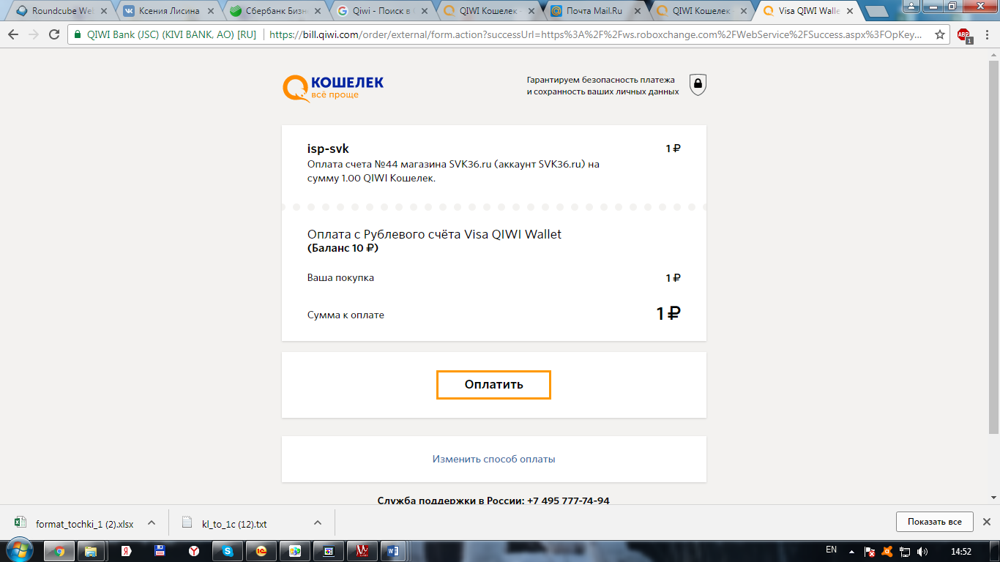 Roundcube We
Ксения Лисина
Сбербанк Бизн
Qiwi - Поиск в
QIWI Кошелек
Почта Mail.Ru
QIWI Кошелек
Visa QIWI Walle
QIWI Bank (JSC) (KIVI BANK, AO) [RU]
https://bill.qiwi.com/order/external/form.action?successUrl=https%3A%2F%2Fws.roboxchange.com%2FWebService%2FSuccess.aspx%3FOpKey...
ABP
1
КОШЕЛЕК
всё проще
Гарантируем безопасность платежа
и сохранность ваших личных данных
isp-svk
1 ₽
Оплата счета №44 магазина SVK36.ru (аккаунт SVK36.ru) на
сумму 1.00 QIWI Кошелек.
Оплата с Рублевого счёта Visa QIWI Wallet
(Баланс 10 ₽)
Ваша покупка
1 ₽
Сумма к оплате
1 ₽
Оплатить
Изменить способ оплаты
Служба поддержки в России: +7 495 777-74-94
format_tochki_1 (2).xlsx
kl_to_1c (12).txt
Показать все
EN
14:52